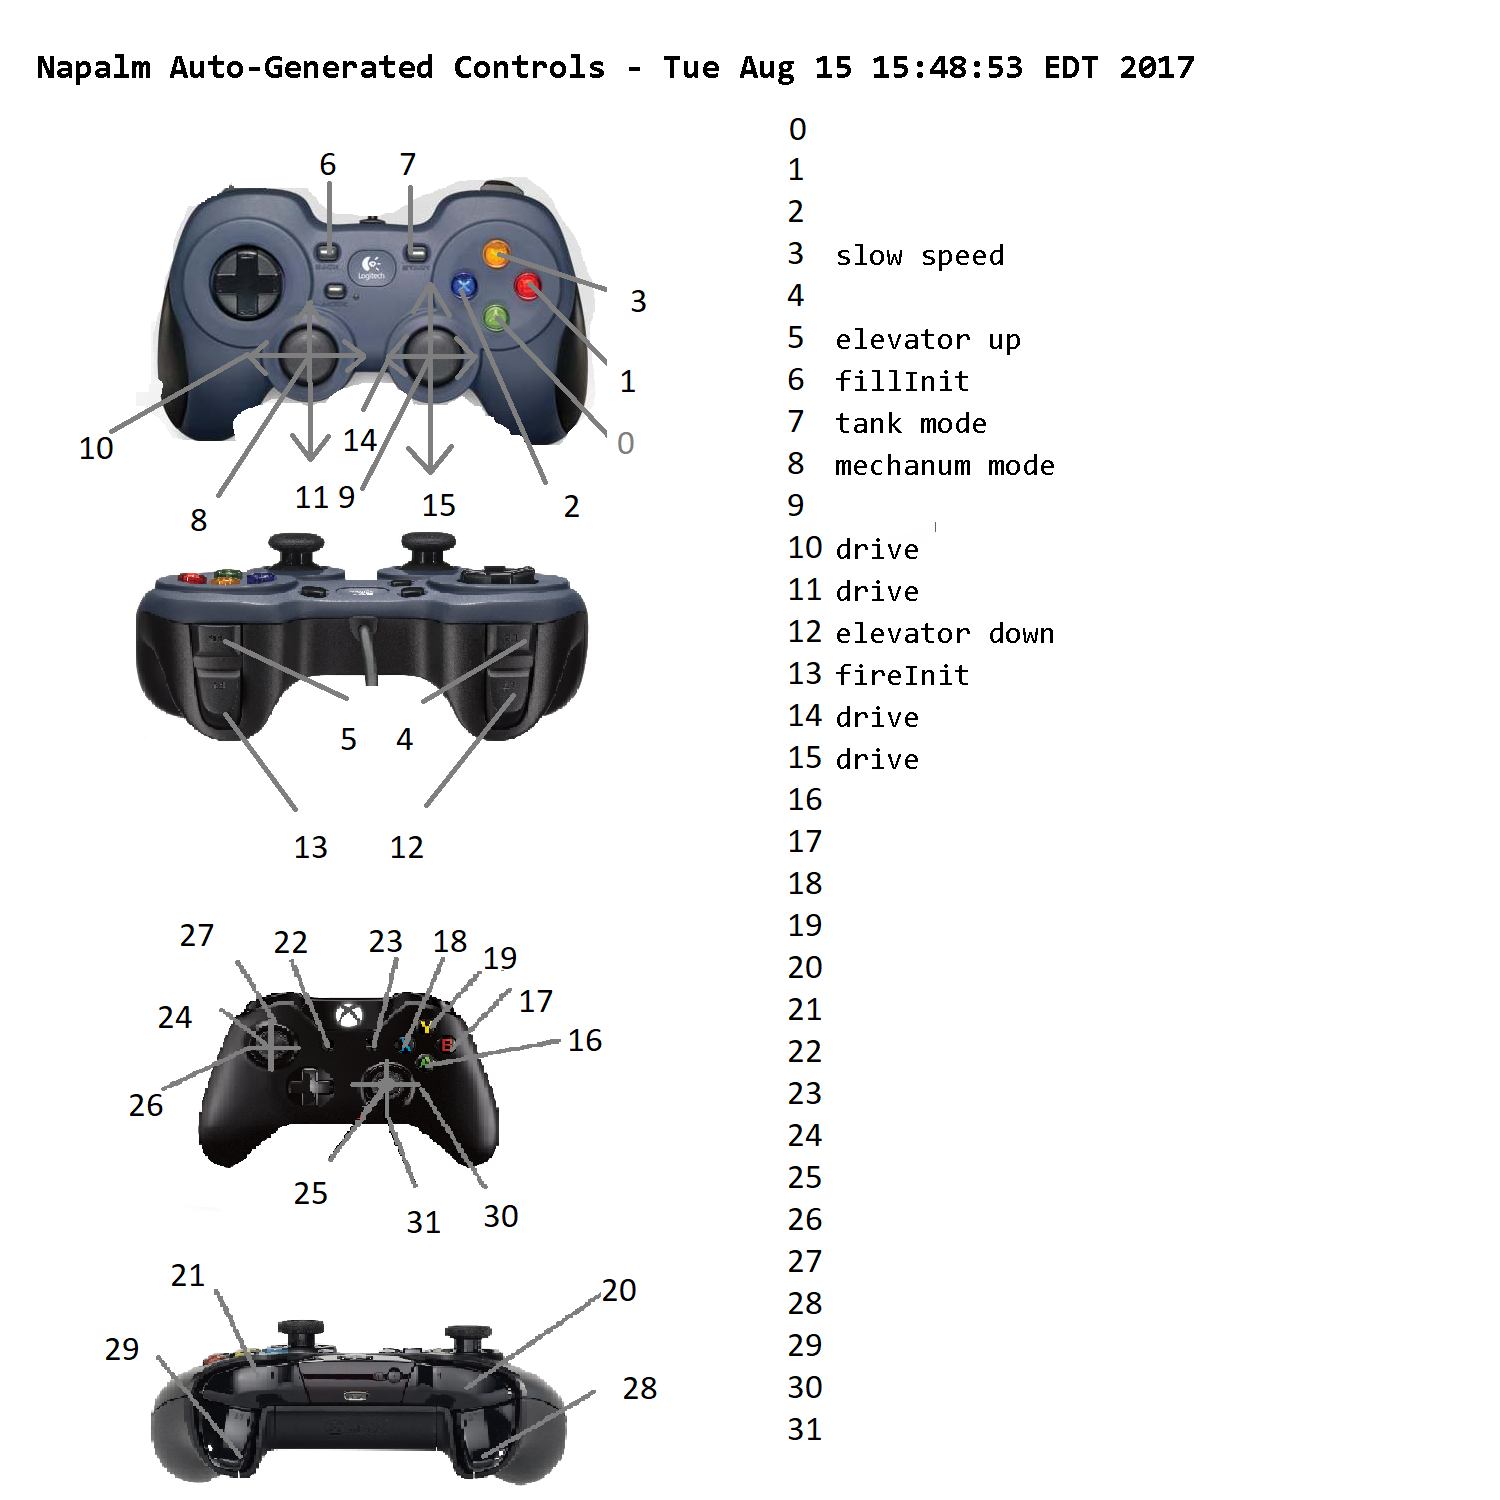 Napalm Auto-Generated Controls - Tue Aug 15 15:48:53 EDT 2017
6 7
Logitech
X
3
1
0
10
14
8
11 9
15
2
5 4
13 12
27 22 23 18 19
24
17
16
Y
X B
A
26
25
31
30
21
20
29
28
0
1
2
3 slow speed
4
5 elevator up
6 fillInit
7 tank mode
8 mechanum mode
9
10 drive
11 drive
12 elevator down
13 fireInit
14 drive
15 drive
16
17
18
19
20
21
22
23
24
25
26
27
28
29
30
31